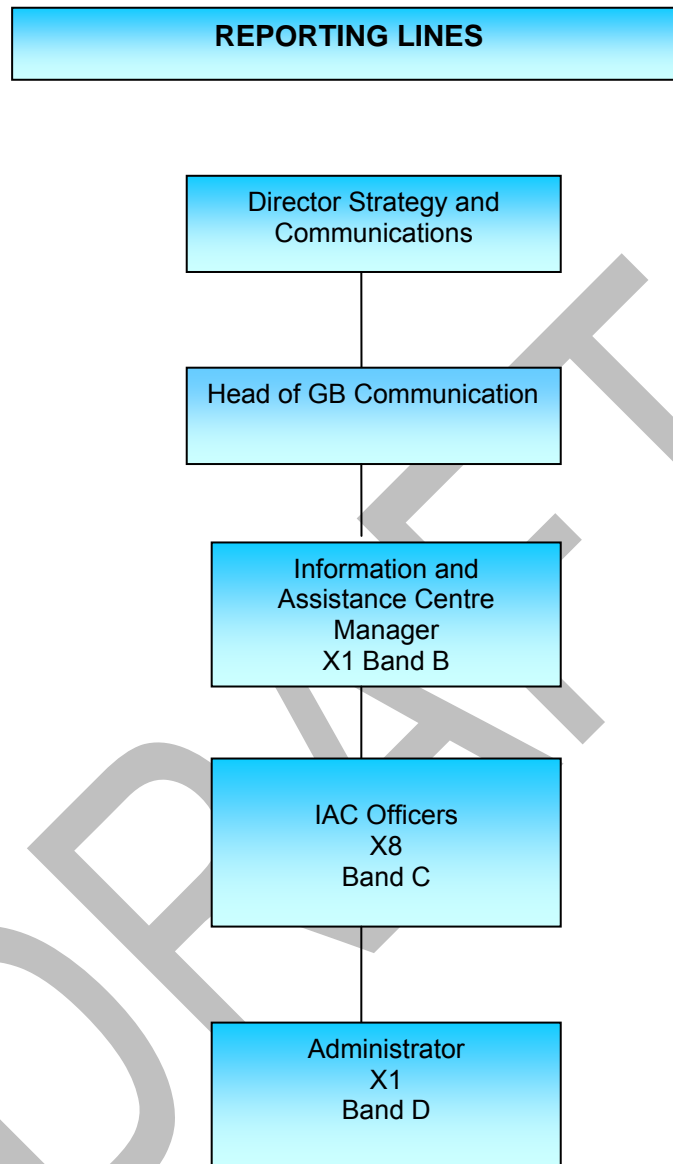 REPORTING LINES
Director Strategy and
Communications
Head of GB Communication
Information and
Assistance Centre
Manager
X1 Band B
IAC Officers
X8
Band C
Administrator
X1
Band D
DRAFT